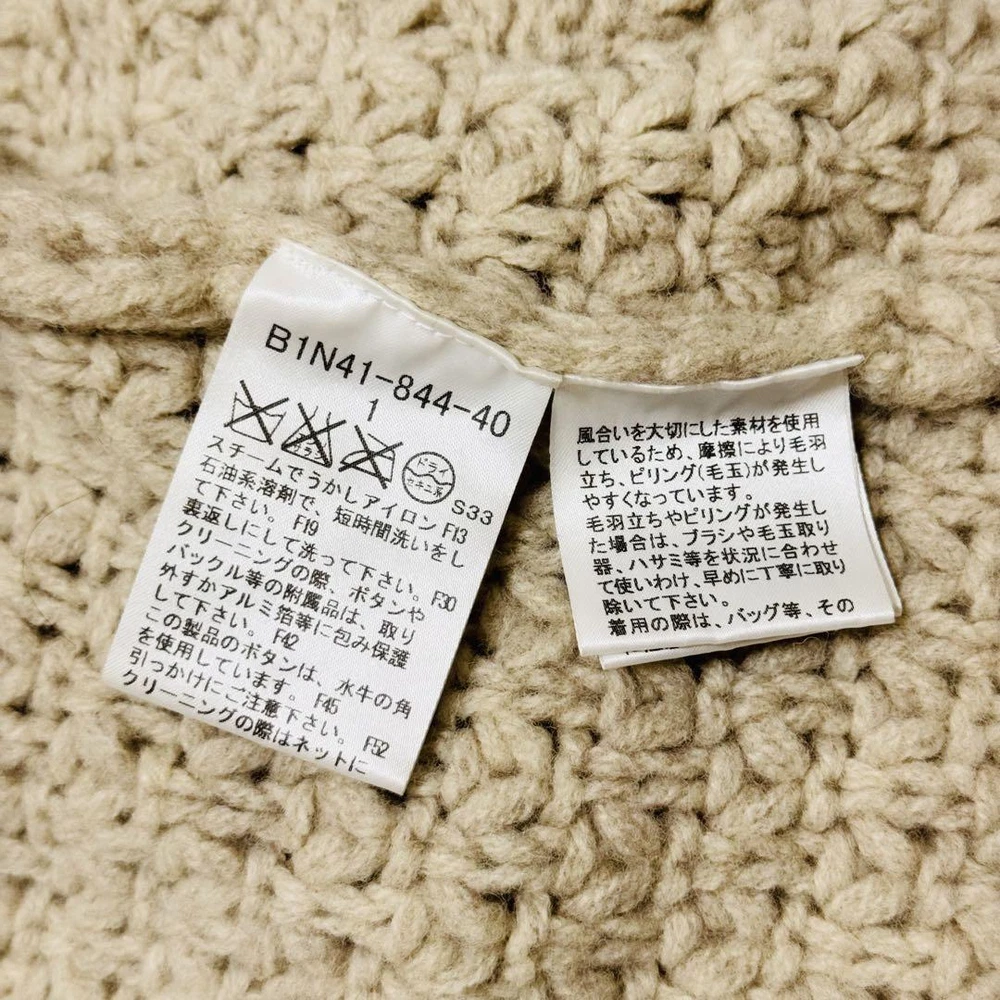 B1N41-844-40
1
エンソ
サラシ
ドライ
セキユ系
S33
スチームでうかしアイロン F13
石油系溶剤で、短時間洗いをし
て下さい。 F19
裏返しにして洗って下さい。 F30
クリーニングの際、ボタンや
バックル等の附属品は、取り
外すかアルミ箔等に包み保護
して下さい。 F42
この製品のボタンは、水牛の角
を使用しています。 F45
引っかけにご注意下さい。 F52
クリーニングの際はネットに
風合いを大切にした素材を使用
しているため、摩擦により毛羽
立ち、ピリング(毛玉)が発生し
やすくなっています。
毛羽立ちやピリングが発生し
た場合は、ブラシや毛玉取り
器、ハサミ等を状況に合わせ
て使いわけ、早めに丁寧に取り
除いて下さい。
着用の際は、バッグ等、その